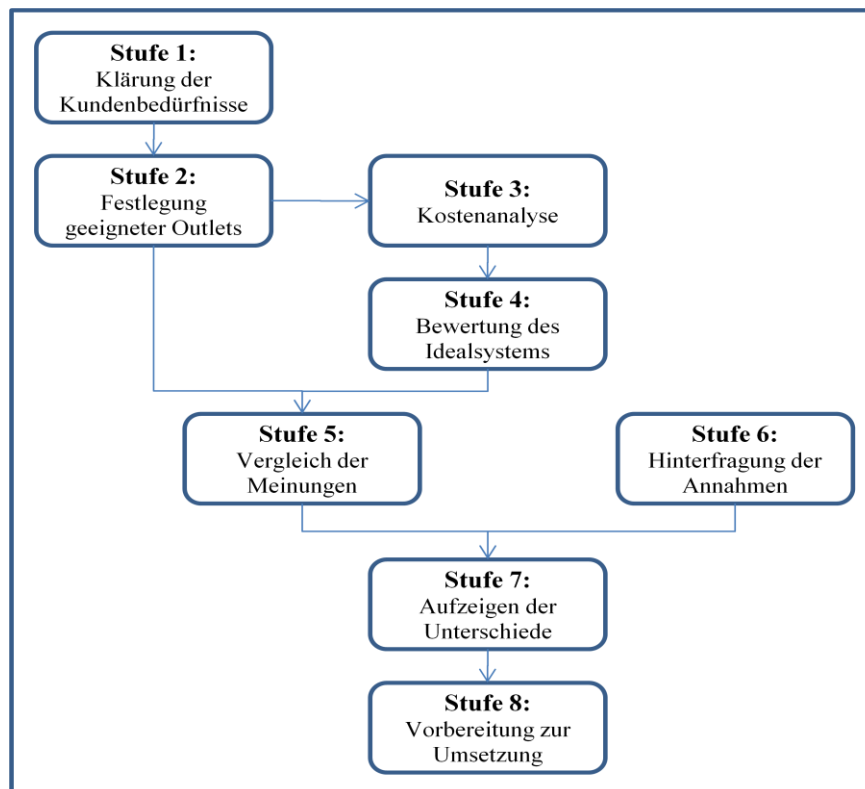 Stufe 1:
Klärung der
Kundenbedürfnisse
Stufe 2:
Festlegung
geeigneter Outlets
Stufe 3:
Kostenanalyse
Stufe 4:
Bewertung des
Idealsystems
Stufe 5:
Vergleich der
Meinungen
Stufe 6:
Hinterfragung der
Annahmen
Stufe 7:
Aufzeigen der
Unterschiede
Stufe 8:
Vorbereitung zur
Umsetzung